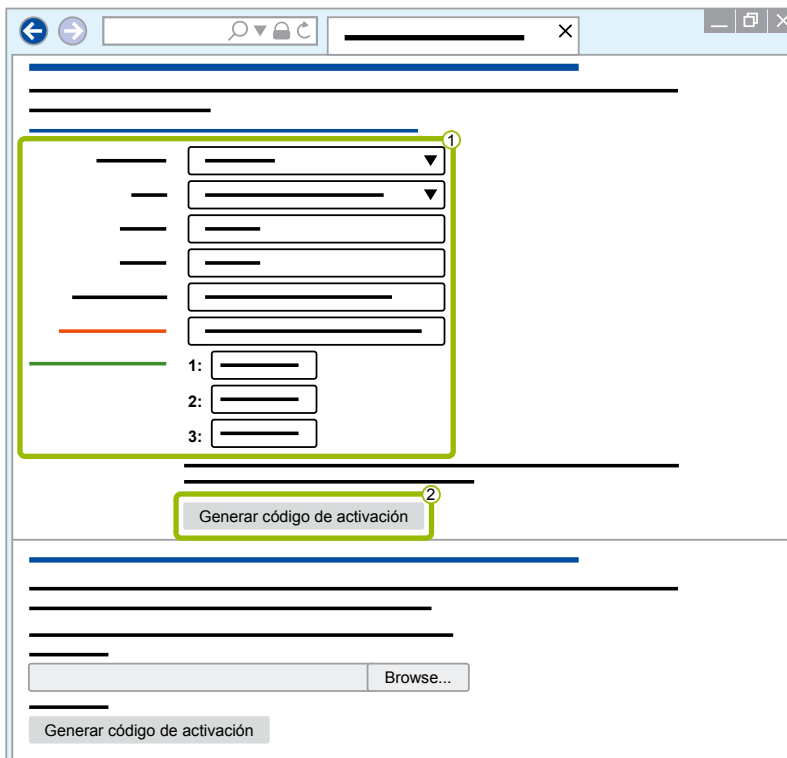 1
1:
2:
3:
2
Generar código de activación
Browse...
Generar código de activación